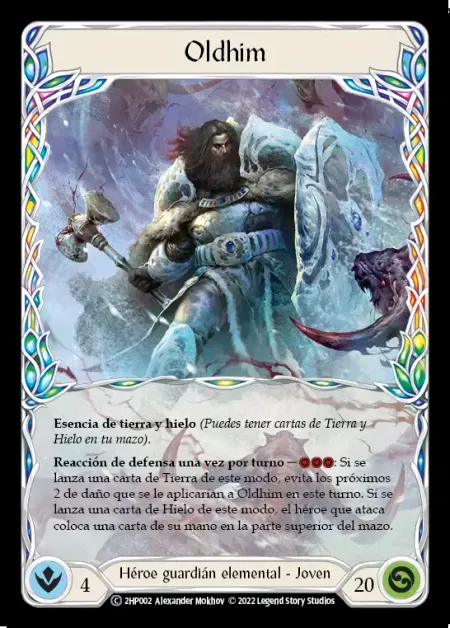 Oldhim
Esencia de tierra y hielo (Puedes tener cartas de Tierra y
Hielo en tu mazo).
Reacción de defensa una vez por turno — : Si se
lanza una carta de Tierra de este modo, evita los próximos
2 de daño que se le aplicarían a Oldhim en este turno. Si se
lanza una carta de Hielo de este modo, el héroe que ataca
coloca una carta de su mano en la parte superior del mazo.
4
Héroe guardián elemental - Joven
20
C 2HP002 Alexander Mokhov © 2022 Legend Story Studios